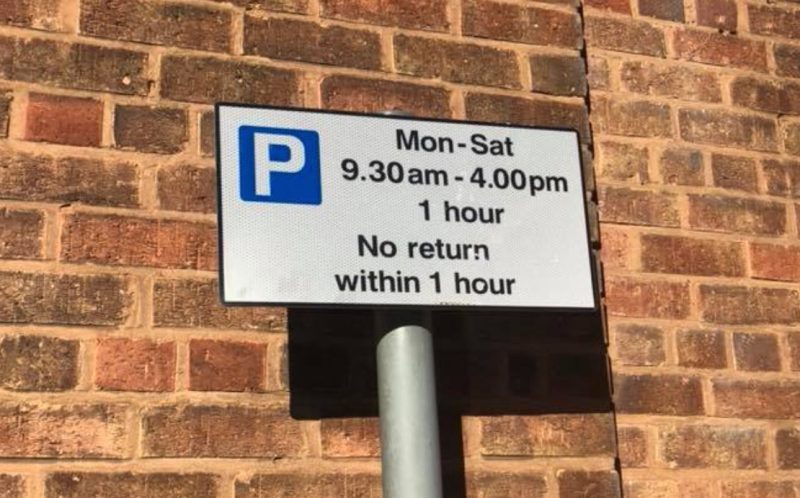 P
Mon-Sat
9.30am - 4.00pm
1 hour
No return
within 1 hour